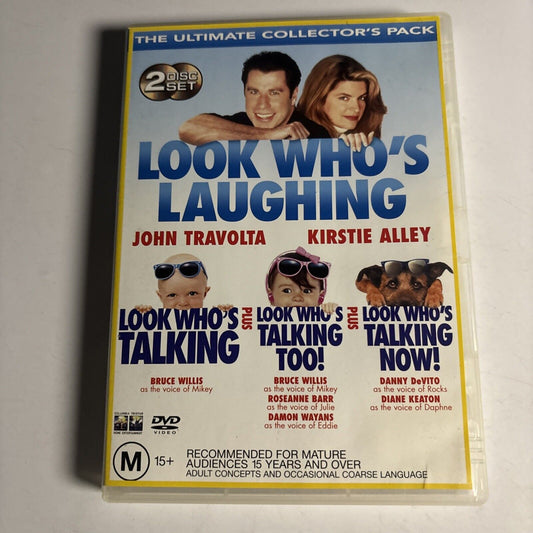 THE ULTIMATE COLLECTOR'S PACK
2 DISC
SET
LOOK WHO'S
LAUGHING
JOHN TRAVOLTA KIRSTIE ALLEY
LOOK WHO'S
TALKING
PLUS
LOOK WHO'S
TALKING
TOO!
PLUS
LOOK WHO'S
TALKING
NOW!
BRUCE WILLIS
as the voice of Mikey
BRUCE WILLIS
as the voice of Mikey
ROSEANNE BARR
as the voice of Julie
DAMON WAYANS
as the voice of Eddie
DANNY DeVITO
as the voice of Rocks
DIANE KEATON
as the voice of Daphne
COLUMBIA TRISTAR
HOME ENTERTAINMENT
DVD
VIDEO
M 15+
RECOMMENDED FOR MATURE
AUDIENCES 15 YEARS AND OVER
ADULT CONCEPTS AND OCCASIONAL COARSE LANGUAGE